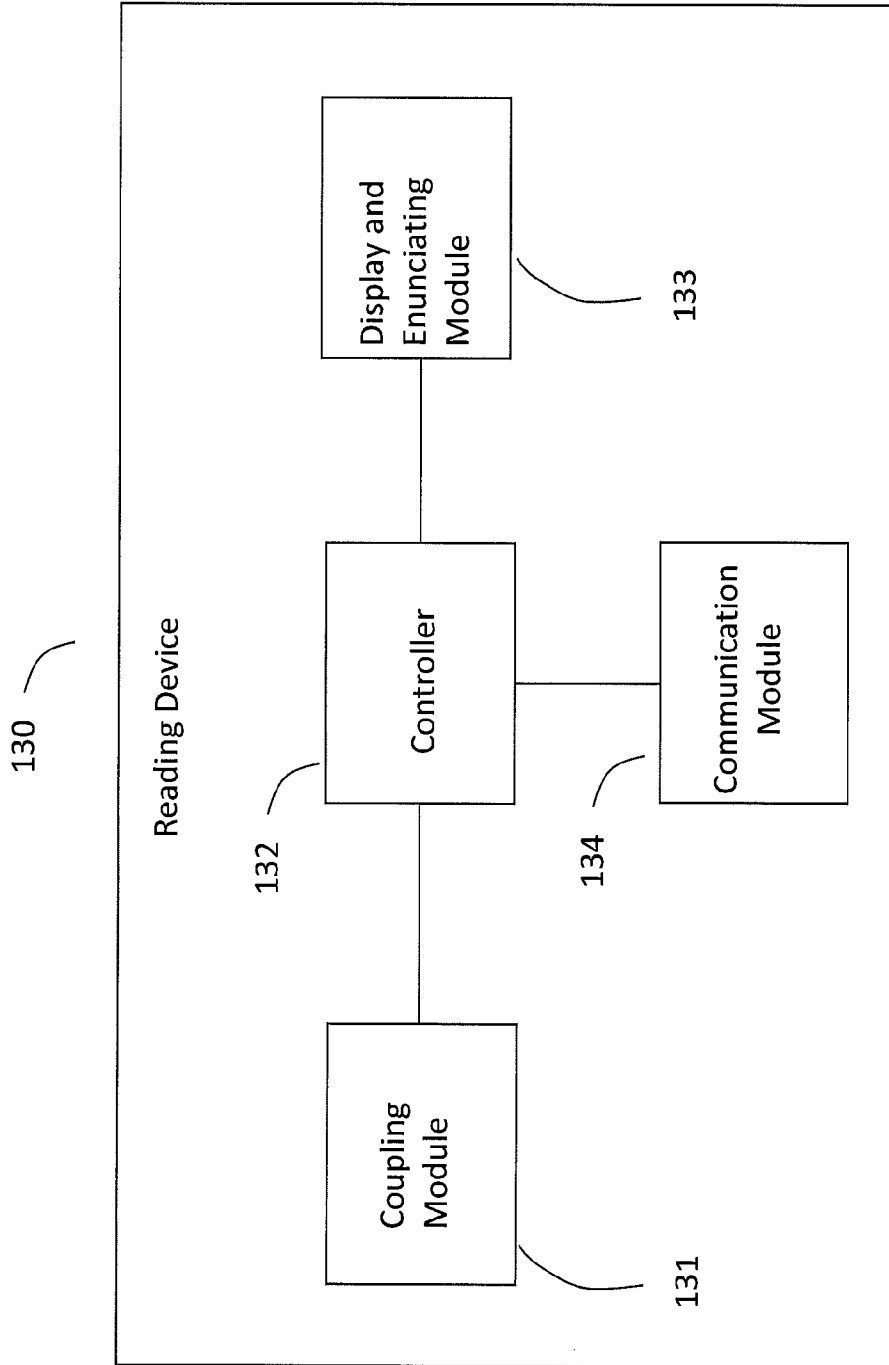 130
Reading Device
132
131
Coupling
Module
Controller
Display and
Enunciating
Module
133
134
Communication
Module